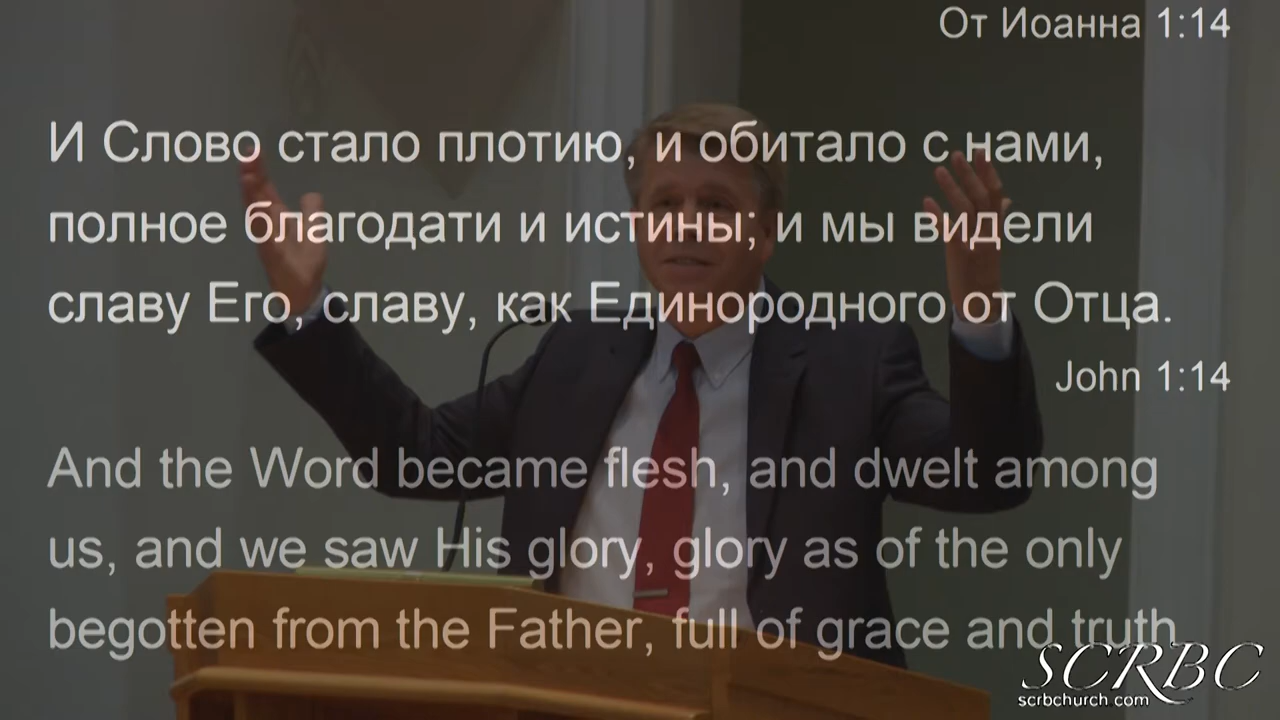 От Иоанна 1:14
И Слово стало плотию, и обитало с нами,
полное благодати и истины; и мы видели
славу Его, славу, как Единородного от Отца.
John 1:14
And the Word became flesh, and dwelt among
us, and we saw His glory, glory as of the only
begotten from the Father, full of grace and truth
SCRBC
scrbchurch.com